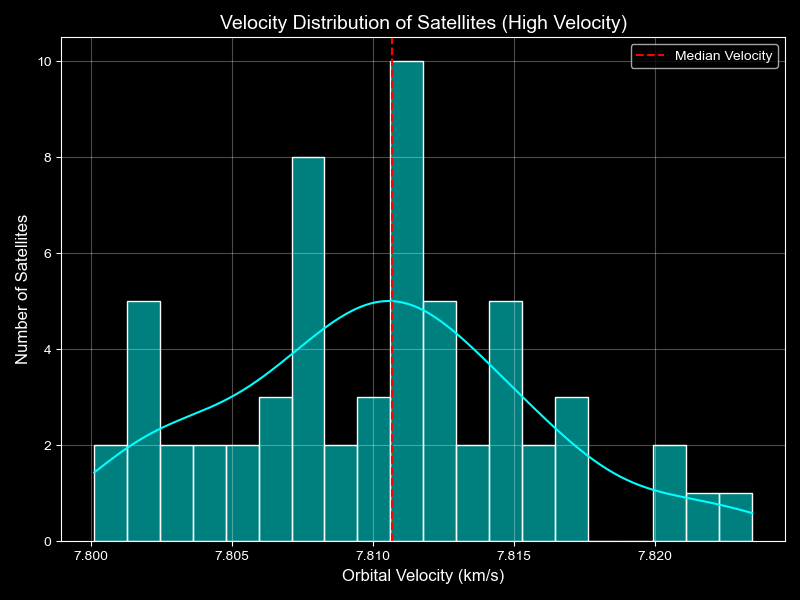 Velocity Distribution of Satellites (High Velocity)
Median Velocity
Number of Satellites
10
8
6
4
2
0
7.800 7.805 7.810 7.815 7.820
Orbital Velocity (km/s)